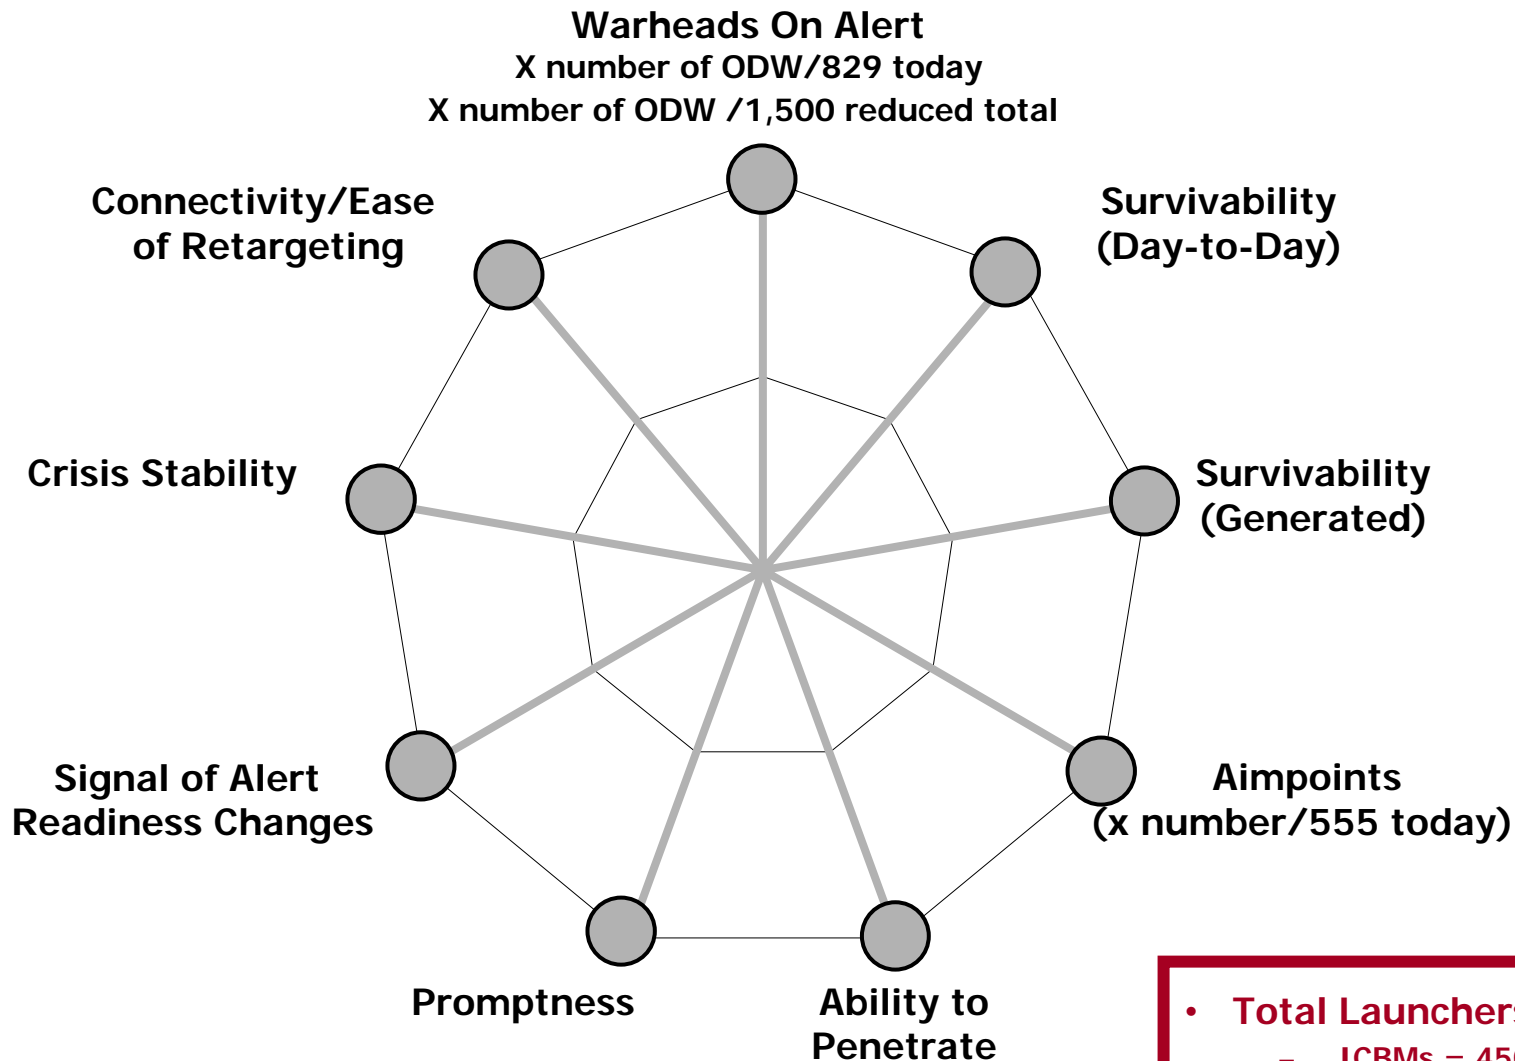 Warheads On Alert
X number of ODW/829 today
X number of ODW /1,500 reduced total
Connectivity/Ease
of Retargeting
Survivability
(Day-to-Day)
Crisis Stability
Survivability
(Generated)
Signal of Alert
Readiness Changes
Aimpoints
(x number/555 today)
Promptness
Ability to
Penetrate
• Total Launchers
– ICBMs =